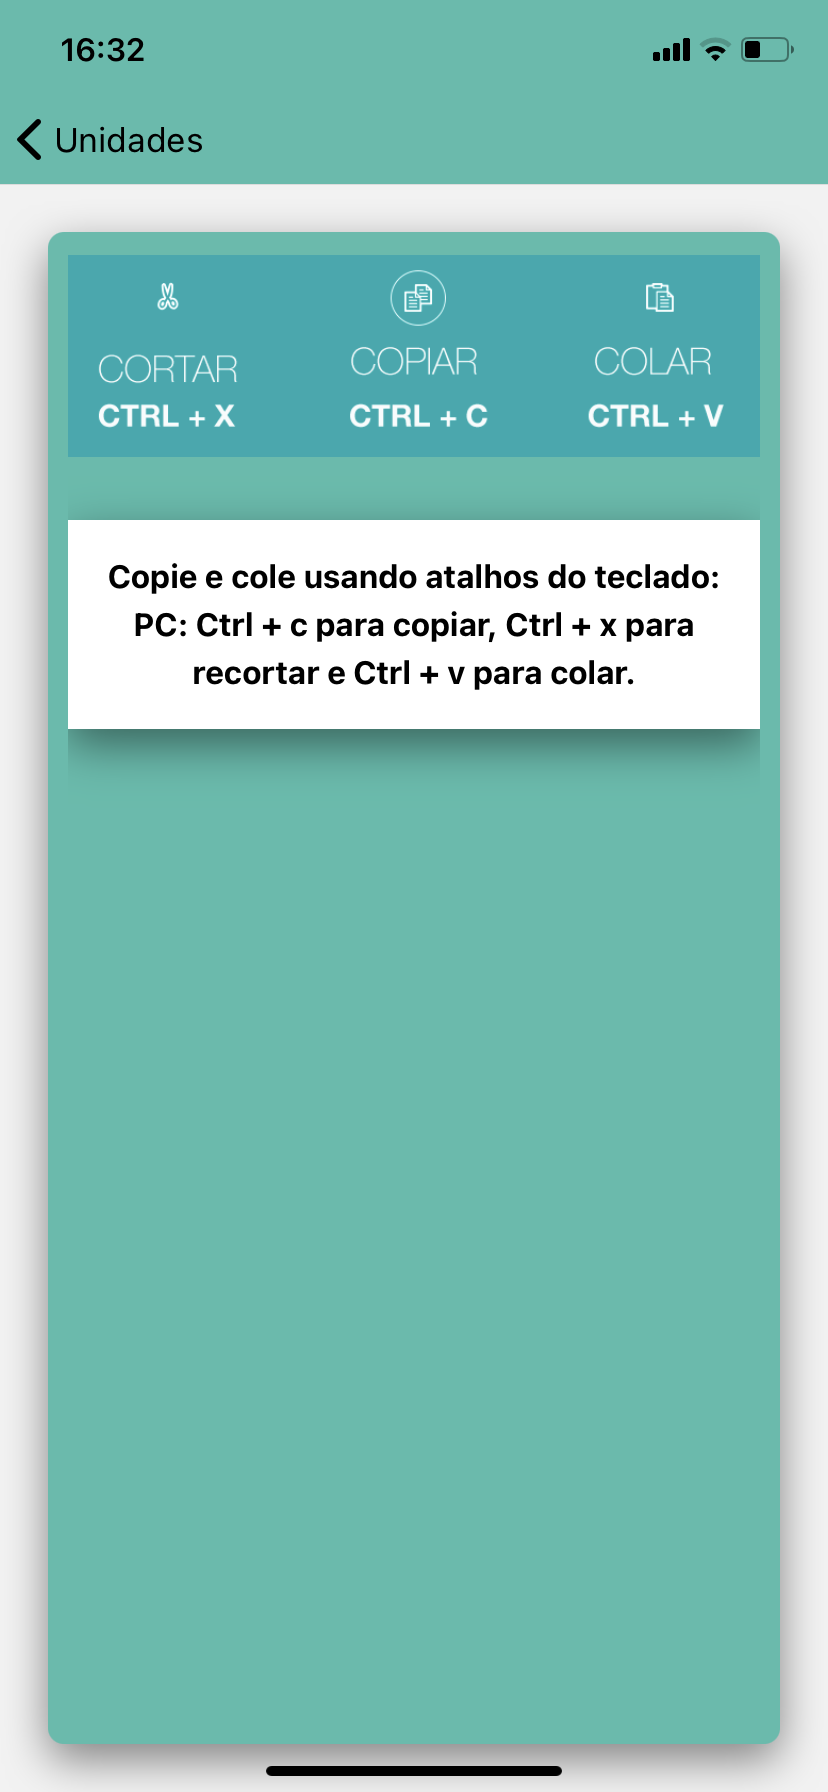 16:32
Unidades
CORTAR COPIAR COLAR
CTRL + X CTRL + C CTRL + V
Copie e cole usando atalhos do teclado:
PC: Ctrl + c para copiar, Ctrl + x para
recortar e Ctrl + v para colar.